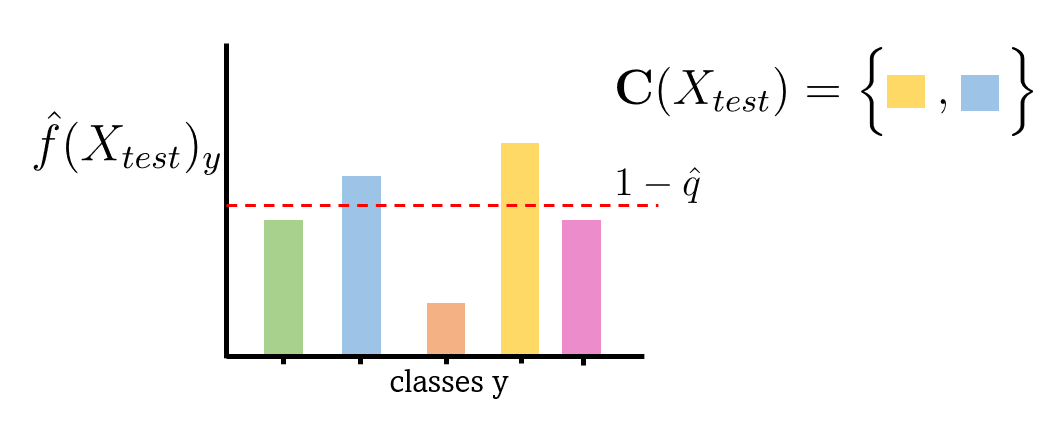 C(X_test) = { , }
f̂(X_test)_y
1 − q̂
classes y